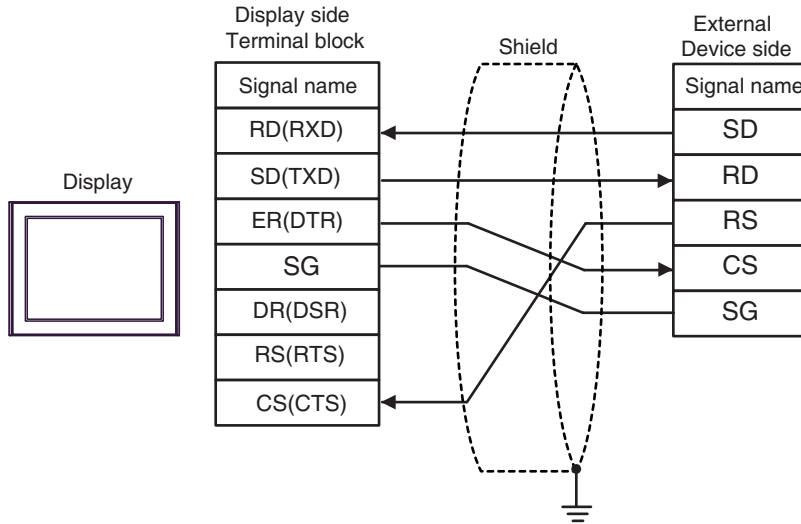 Display side
Terminal block
Shield
External
Device side
Signal name
Signal name
RD(RXD)
SD
SD(TXD)
RD
Display
ER(DTR)
RS
SG
CS
DR(DSR)
SG
RS(RTS)
CS(CTS)